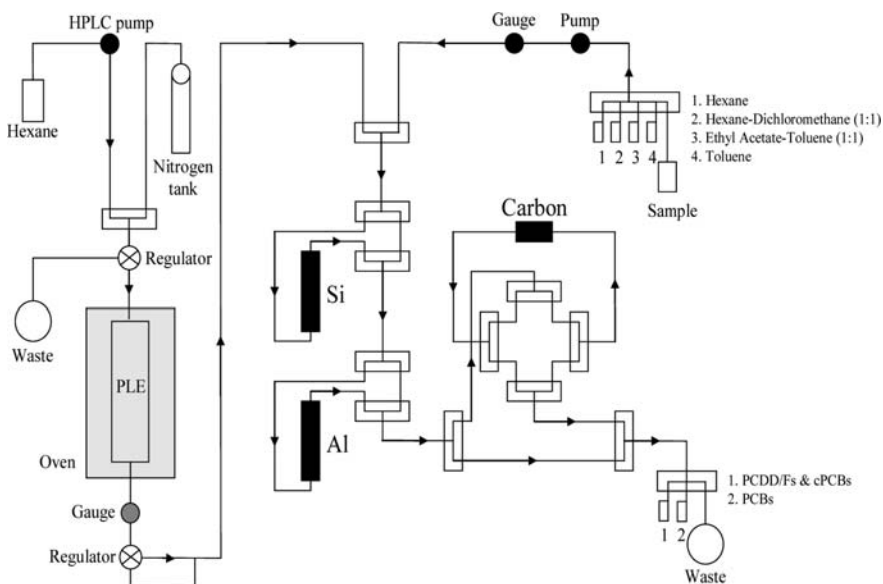 HPLC pump
Hexane
Nitrogen
tank
Regulator
Waste
PLE
Oven
Gauge
Regulator
Gauge
Pump
1. Hexane
2. Hexane-Dichloromethane (1:1)
3. Ethyl Acetate-Toluene (1:1)
4. Toluene
1 2 3 4
Sample
Carbon
Si
Al
1. PCDD/Fs & cPCBs
2. PCBs
1 2
Waste